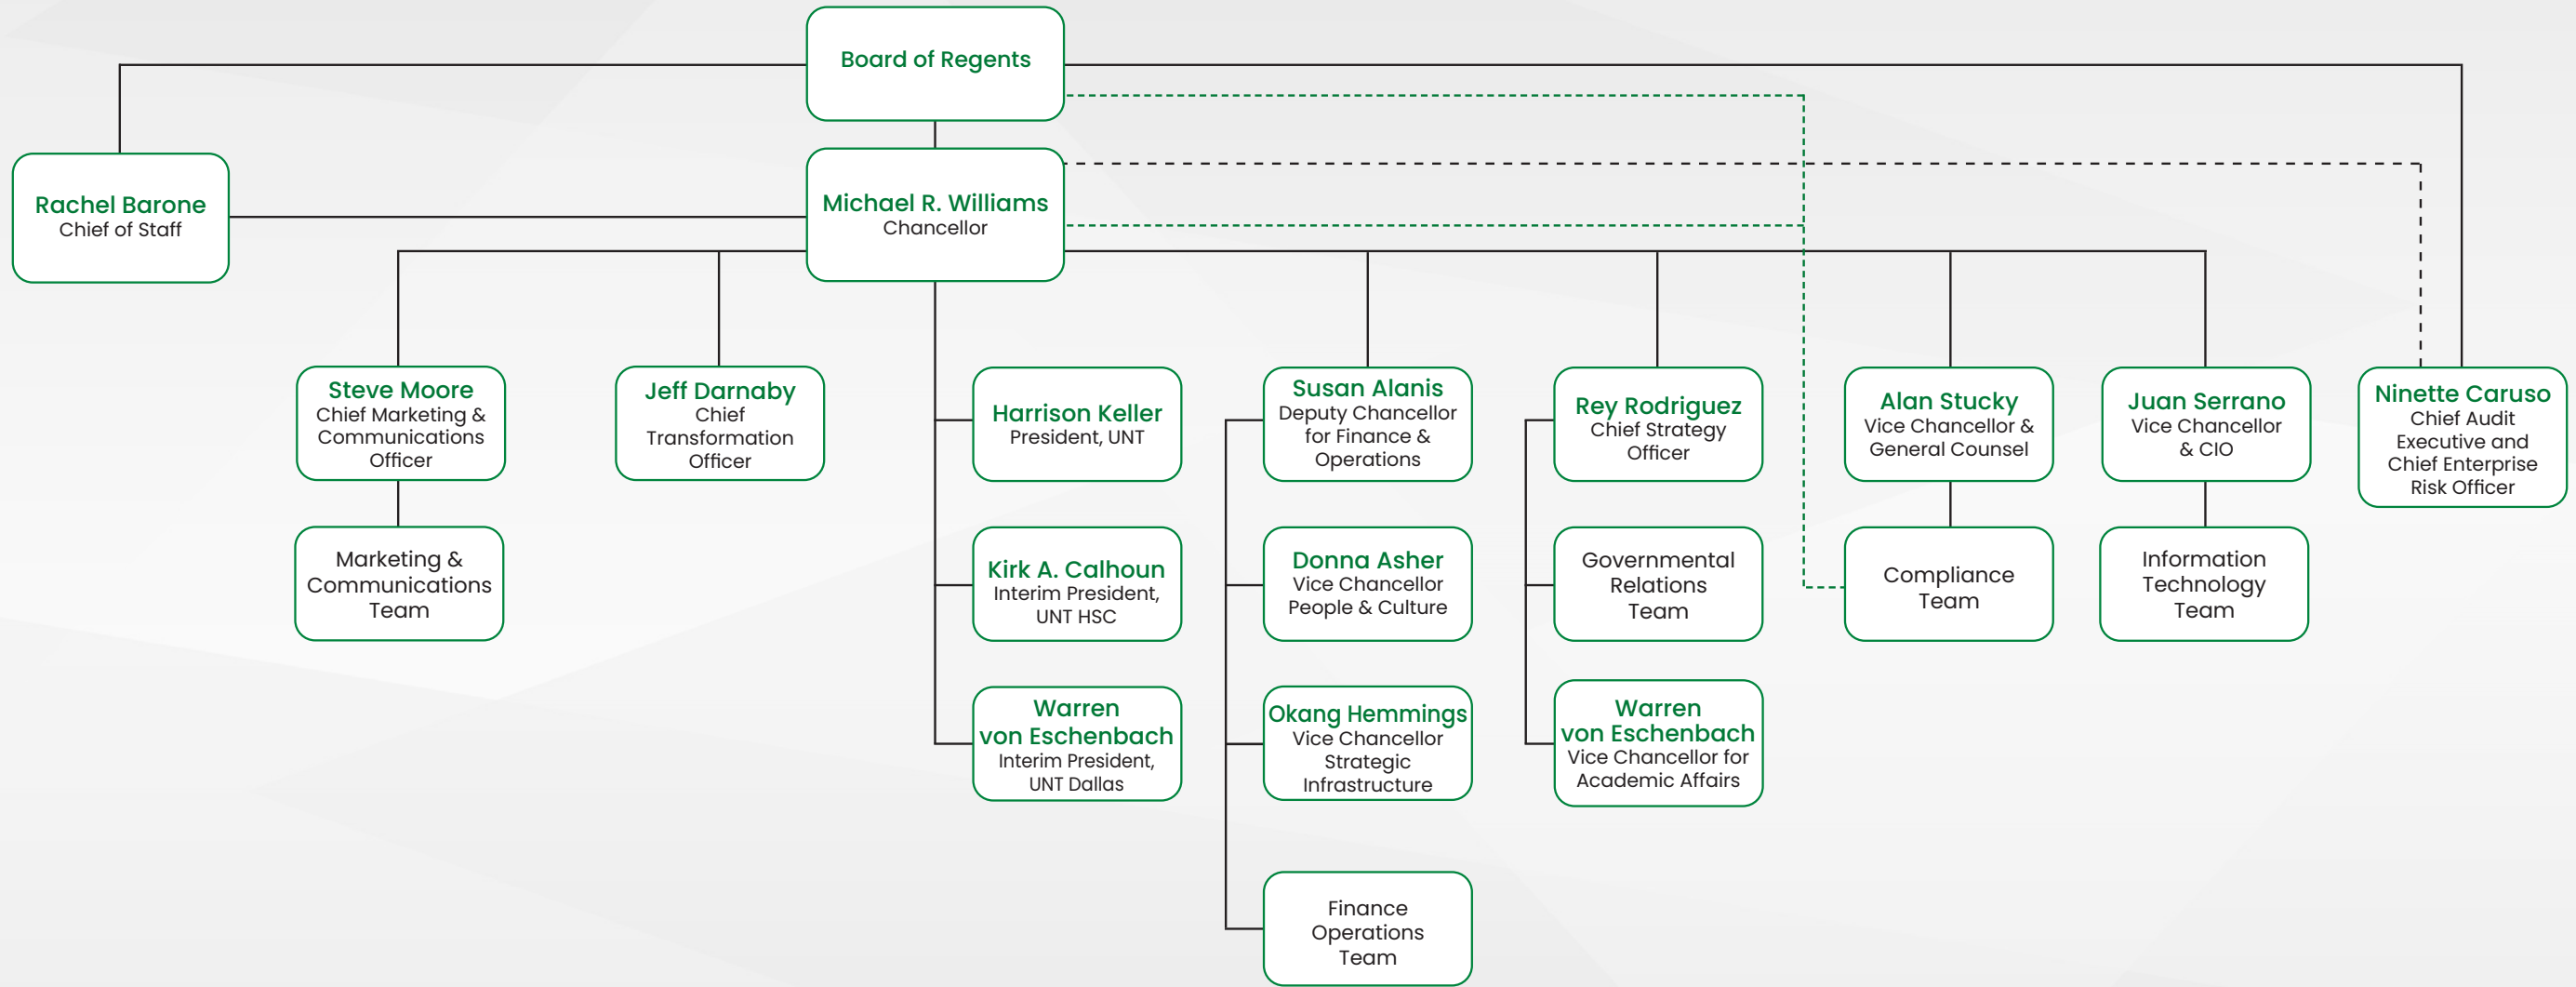 Board of Regents
Rachel Barone
Chief of Staff
Michael R. Williams
Chancellor
Steve Moore
Chief Marketing &
Communications
Officer
Jeff Darnaby
Chief
Transformation
Officer
Harrison Keller
President, UNT
Susan Alanis
Deputy Chancellor
for Finance &
Operations
Rey Rodriguez
Chief Strategy
Officer
Alan Stucky
Vice Chancellor &
General Counsel
Juan Serrano
Vice Chancellor
& CIO
Ninette Caruso
Chief Audit
Executive and
Chief Enterprise
Risk Officer
Marketing &
Communications
Team
Kirk A. Calhoun
Interim President,
UNT HSC
Donna Asher
Vice Chancellor
People & Culture
Governmental
Relations
Team
Compliance
Team
Information
Technology
Team
Warren
von Eschenbach
Interim President,
UNT Dallas
Okang Hemmings
Vice Chancellor
Strategic
Infrastructure
Warren
von Eschenbach
Vice Chancellor for
Academic Affairs
Finance
Operations
Team